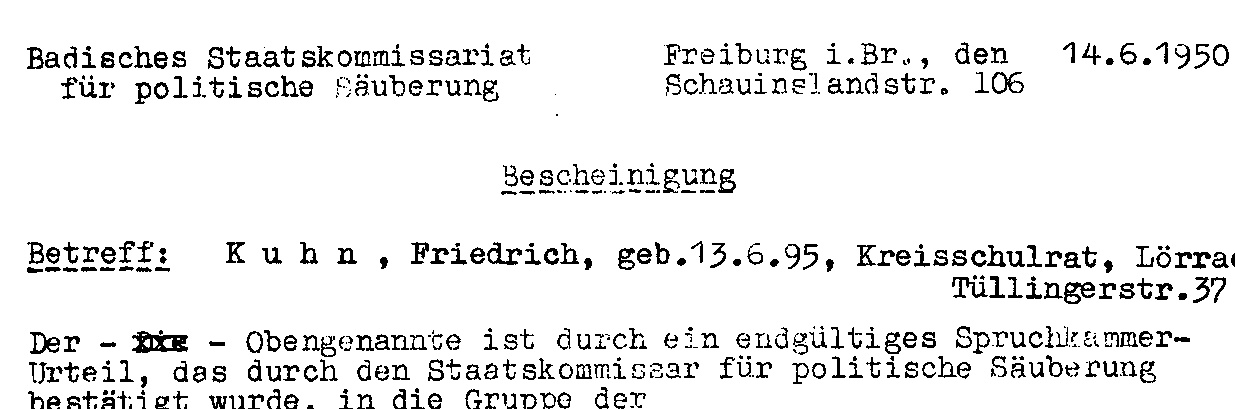 Badisches Staatskommissariat Freiburg i.Br., den 14.6.1950
für politische Säuberung Schauinslandstr. 106
Bescheinigung
Betreff: K u h n , Friedrich, geb.13.6.95, Kreisschulrat, Lörrac
Tüllingerstr.37
Der - Die - Obengenannte ist durch ein endgültiges Spruchkammer-
Urteil, das durch den Staatskommissar für politische Säuberung
bestätigt wurde, in die Gruppe der